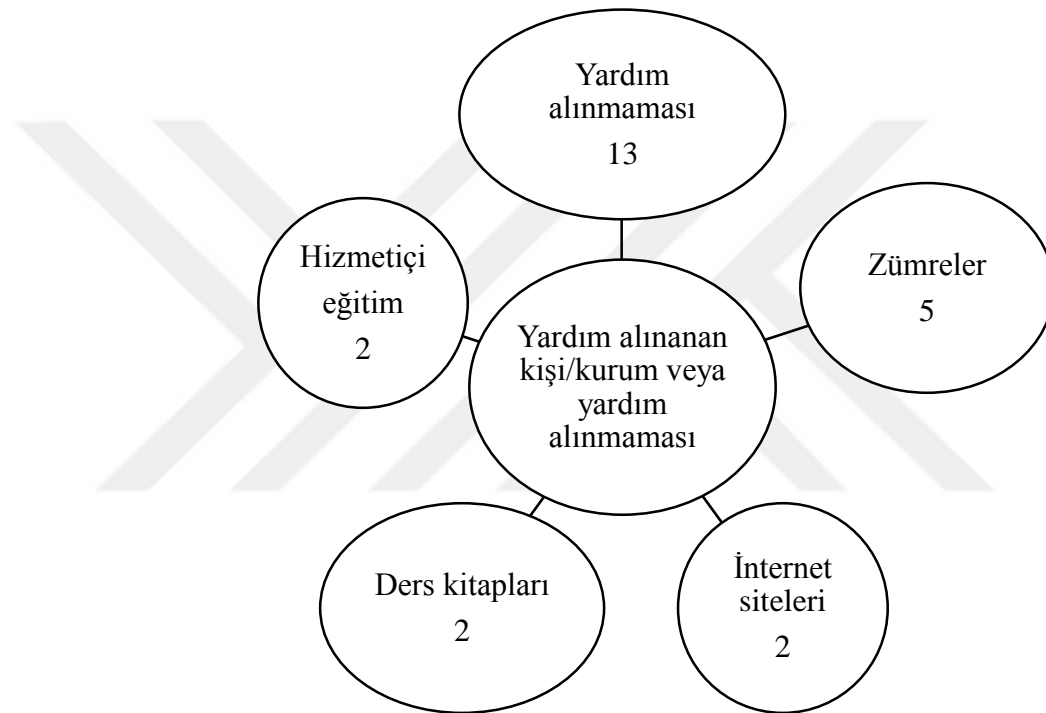 Yardım
alınmaması
13
Hizmetiçi
eğitim
2
Zümreler
5
Yardım alınanan
kişi/kurum veya
yardım
alınmaması
Ders kitapları
2
İnternet
siteleri
2